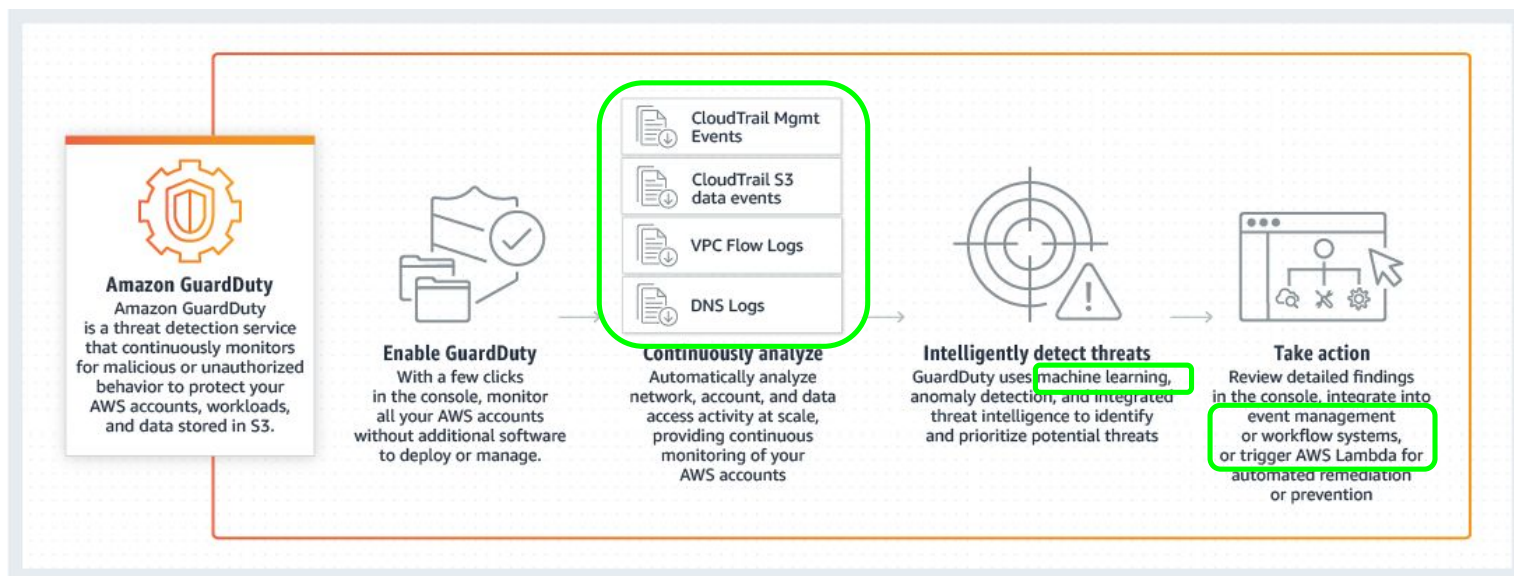 Amazon GuardDuty
Amazon GuardDuty
is a threat detection service
that continuously monitors
for malicious or unauthorized
behavior to protect your
AWS accounts, workloads,
and data stored in S3.
Enable GuardDuty
With a few clicks
in the console, monitor
all your AWS accounts
without additional software
to deploy or manage.
CloudTrail Mgmt
Events
CloudTrail S3
data events
VPC Flow Logs
DNS Logs
Continuously analyze
Automatically analyze
network, account, and data
access activity at scale,
providing continuous
monitoring of your
AWS accounts
Intelligently detect threats
GuardDuty uses machine learning,
anomaly detection, and integrated
threat intelligence to identify
and prioritize potential threats
Take action
Review detailed findings
in the console, integrate into
event management
or workflow systems,
or trigger AWS Lambda for
automated remediation
or prevention